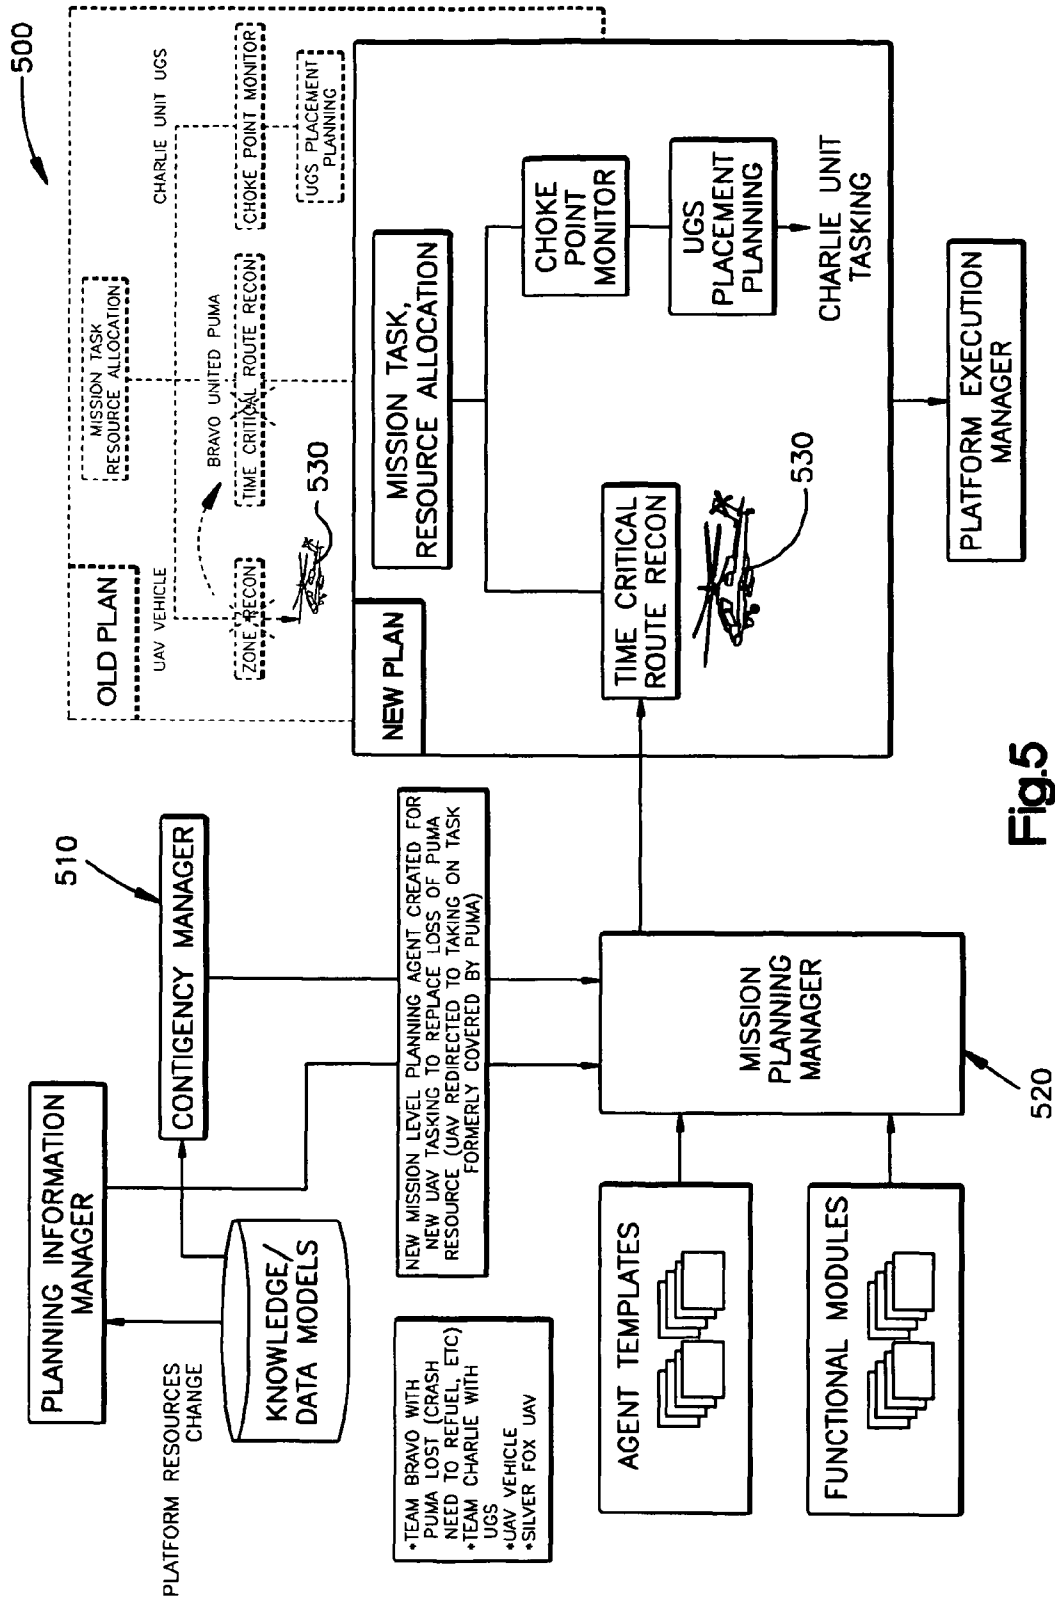 500
OLD PLAN
MISSION TASK
RESOURCE ALLOCATION
UAV VEHICLE
BRAVO UNITED PUMA
CHARLIE UNIT UGS
ZONE RECON
TIME CRITICAL ROUTE RECON
CHOKE POINT MONITOR
UGS PLACEMENT
PLANNING
530
NEW PLAN
MISSION TASK,
RESOURCE ALLOCATION
TIME CRITICAL
ROUTE RECON
530
CHOKE
POINT
MONITOR
UGS
PLACEMENT
PLANNING
CHARLIE UNIT
TASKING
PLATFORM EXECUTION
MANAGER
PLANNING INFORMATION
MANAGER
PLATFORM RESOURCES
CHANGE
KNOWLEDGE/
DATA MODELS
510
CONTIGENCY MANAGER
NEW MISSION LEVEL PLANNING AGENT CREATED FOR
NEW UAV TASKING TO REPLACE LOSS OF PUMA
RESOURCE (UAV REDIRECTED TO TAKING ON TASK
FORMERLY COVERED BY PUMA)
*TEAM BRAVO WITH
PUMA LOST (CRASH
NEED TO REFUEL, ETC)
*TEAM CHARLIE WITH
UGS
*UAV VEHICLE
*SILVER FOX UAV
AGENT TEMPLATES
FUNCTIONAL MODULES
MISSION
PLANNING
MANAGER
520
Fig.5